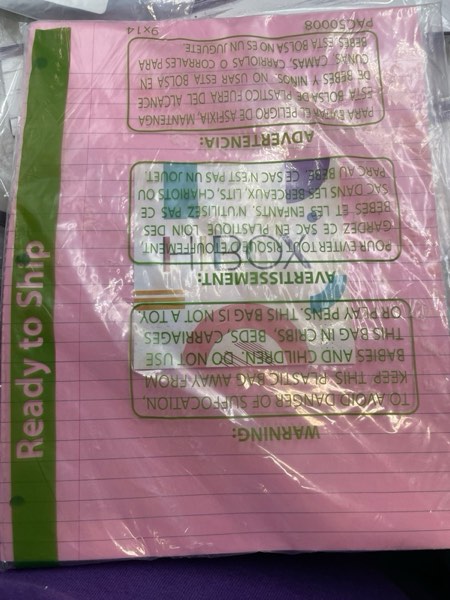 Ready to Ship
WARNING:
TO AVOID DANGER OF SUFFOCATION,
KEEP THIS PLASTIC BAG AWAY FROM
BABIES AND CHILDREN. DO NOT USE
THIS BAG IN CRIBS, BEDS, CARRIAGES
OR PLAY PENS. THIS BAG IS NOT A TOY.
AVERTISSEMENT:
POUR EVITER TOUT RISQUE D'ETOUFFEMENT,
GARDEZ CE SAC EN PLASTIQUE LOIN DES
BEBES ET LES ENFANTS. N'UTILISEZ PAS CE
SAC DANS LES BERCEAUX, LITS, CHARIOTS OU
PARC AU BEBE. CE SAC N'EST PAS UN JOUET.
ADVERTENCIA:
PARA EVITAR EL PELIGRO DE ASFIXIA MANTENGA
ESTA BOLSA DE PLASTICO FUERA DEL ALCANCE
DE BEBES Y NINOS. NO USAR ESTA BOLSA EN
CUNAS, CAMAS, CARRIOLAS O CORRALES PARA
BEBES. ESTA BOLSA NO ES UN JUGUETE.
PAC50008
9X14